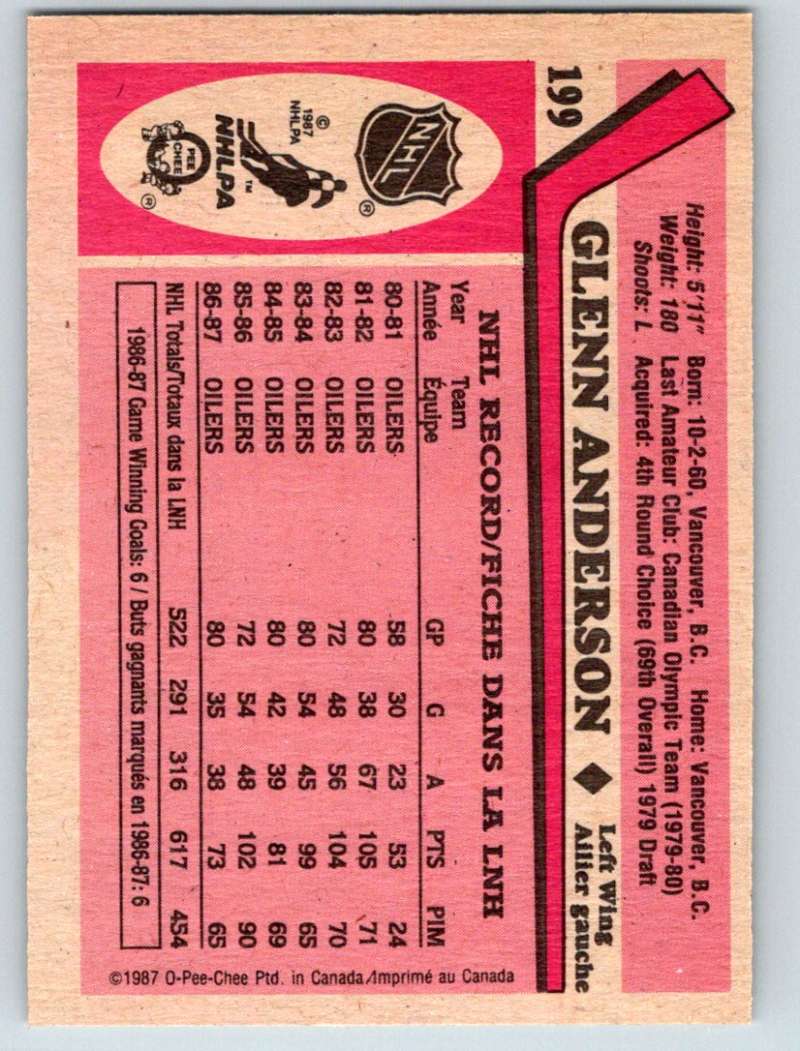 199
GLENN ANDERSON ◆ Left Wing
Ailier gauche
Height: 5'11" Born: 10-2-60, Vancouver, B.C. Home: Vancouver, B.C.
Weight: 180 Last Amateur Club: Canadian Olympic Team (1979-80)
Shoots: L Acquired: 4th Round Choice (69th Overall) 1979 Draft
NHL
®
© 1987 NHLPA
NHLPA
™
O PEE CHEE
®
NHL RECORD/FICHE DANS LA LNH
Year Team GP G A PTS PIM
Année Équipe
80-81 OILERS 58 30 23 53 24
81-82 OILERS 80 38 67 105 71
82-83 OILERS 72 48 56 104 70
83-84 OILERS 80 54 45 99 65
84-85 OILERS 80 42 39 81 69
85-86 OILERS 72 54 48 102 90
86-87 OILERS 80 35 38 73 65
NHL Totals/Totaux dans la LNH 522 291 316 617 454
1986-87 Game Winning Goals: 6 / Buts gagnants marqués en 1986-87: 6
©1987 O-Pee-Chee Ptd. in Canada/Imprimé au Canada